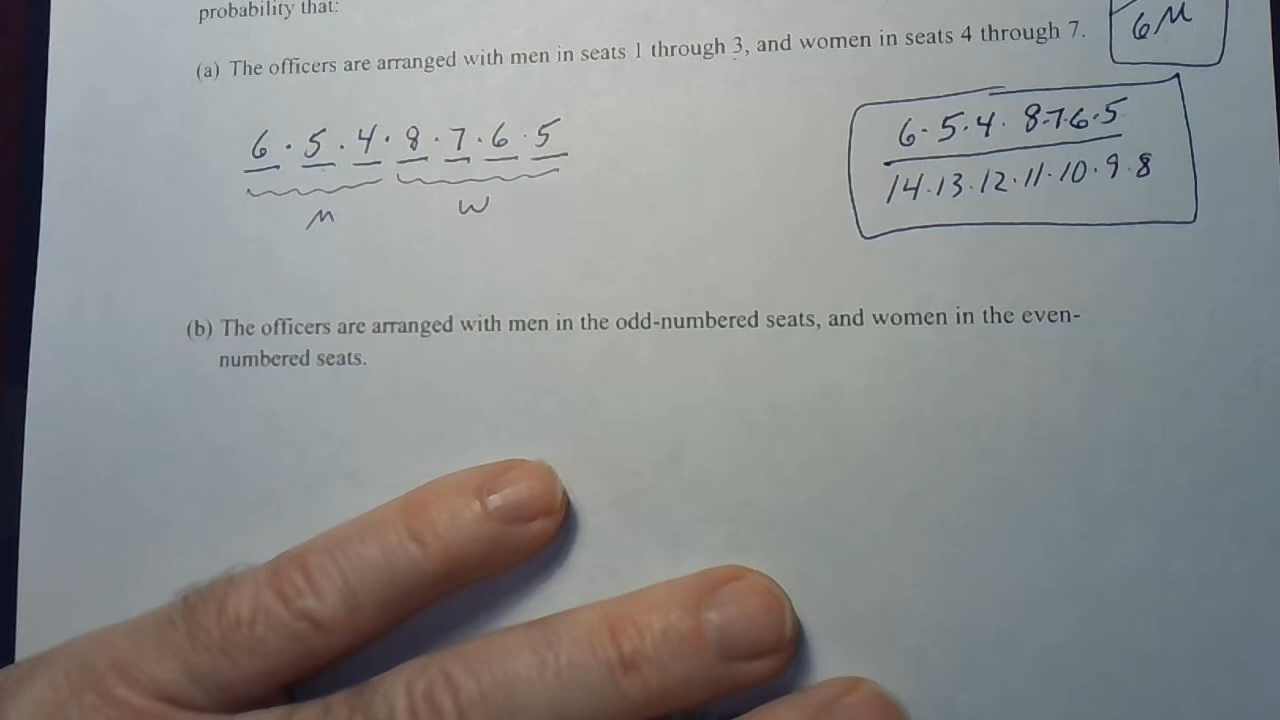 probability that:
6M
(a) The officers are arranged with men in seats 1 through 3, and women in seats 4 through 7.
6 · 5 · 4 · 8 · 7 · 6 · 5
M W
6 · 5 · 4 · 8 · 7 · 6 · 5
14 · 13 · 12 · 11 · 10 · 9 · 8
(b) The officers are arranged with men in the odd-numbered seats, and women in the even-
numbered seats.